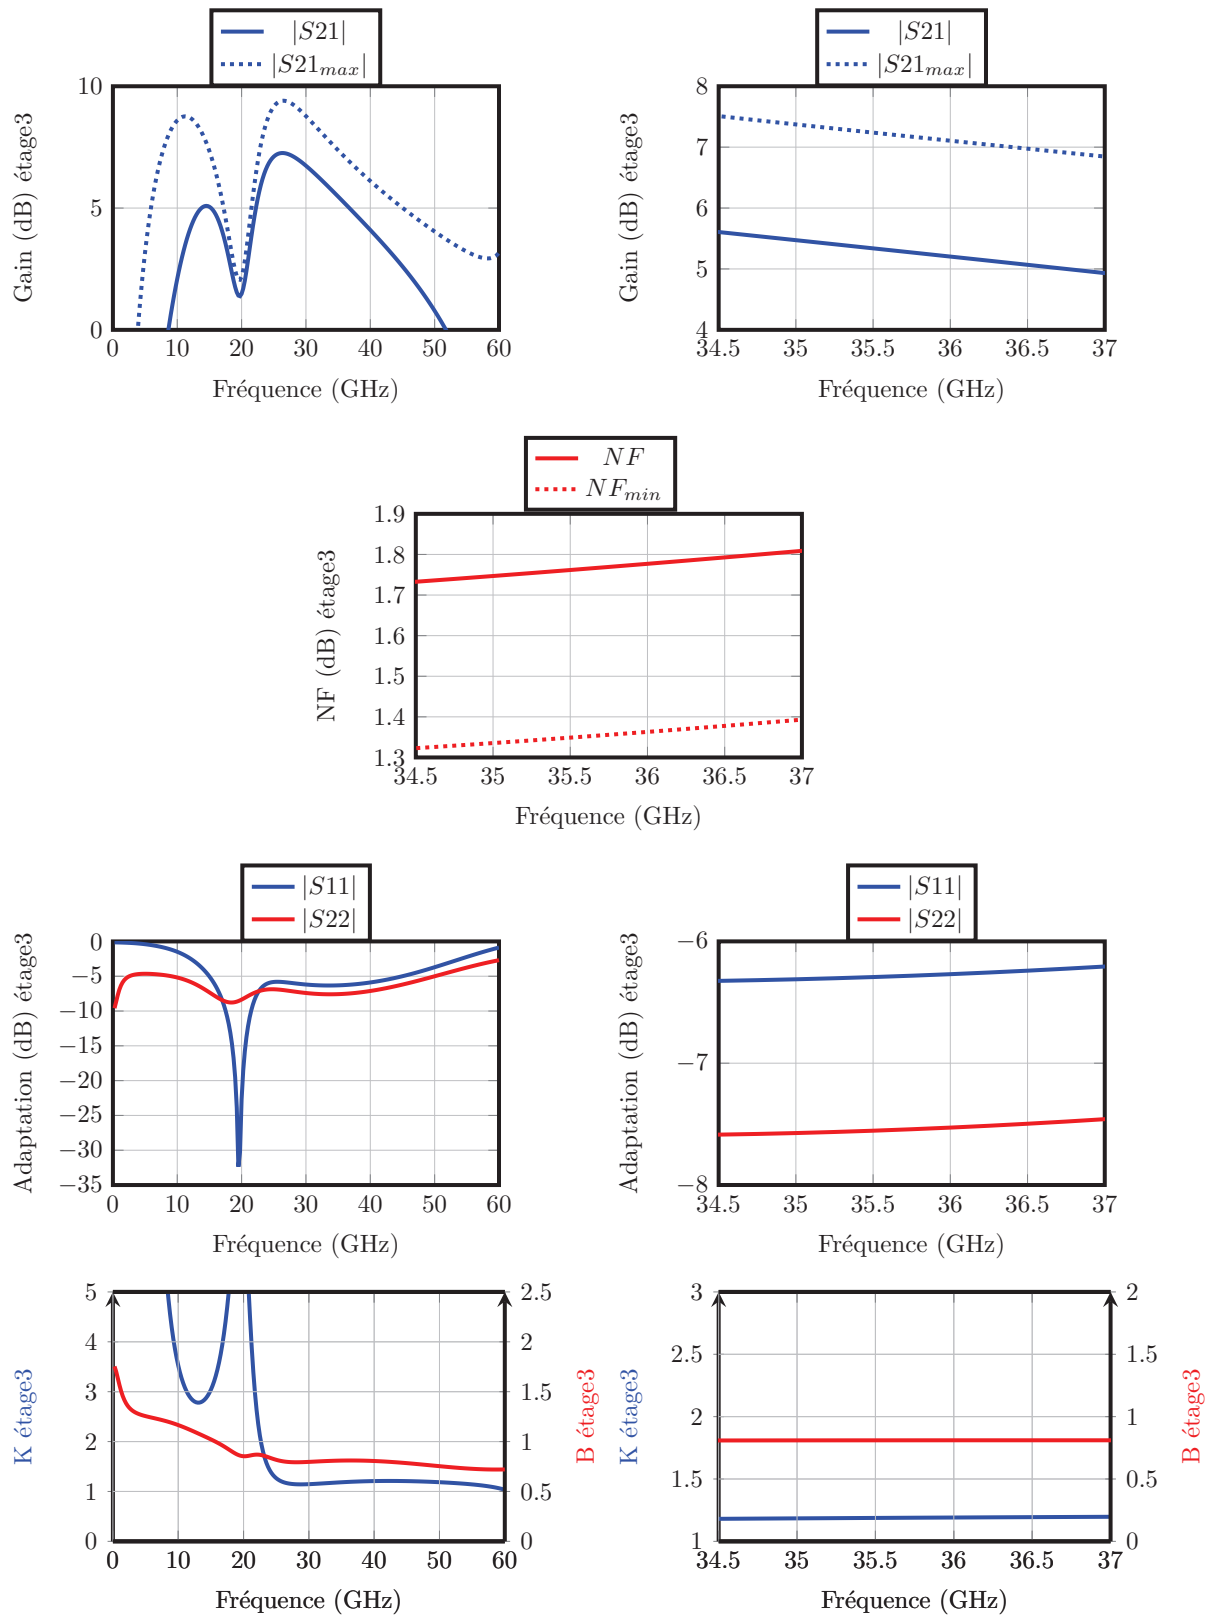 |S21|
|S21max|
10
5
0
0 10 20 30 40 50 60
Gain (dB) étage3
Fréquence (GHz)
|S21|
|S21max|
8
7
6
5
4
34.5 35 35.5 36 36.5 37
Gain (dB) étage3
Fréquence (GHz)
NF
NFmin
1.9
1.8
1.7
1.6
1.5
1.4
1.3
34.5 35 35.5 36 36.5 37
NF (dB) étage3
Fréquence (GHz)
|S11|
|S22|
0
−5
−10
−15
−20
−25
−30
−35
0 10 20 30 40 50 60
Adaptation (dB) étage3
Fréquence (GHz)
|S11|
|S22|
−6
−7
−8
34.5 35 35.5 36 36.5 37
Adaptation (dB) étage3
Fréquence (GHz)
5
4
3
2
1
0
0 10 20 30 40 50 60
K étage3
2.5
2
1.5
1
0.5
0
B étage3
Fréquence (GHz)
3
2.5
2
1.5
1
34.5 35 35.5 36 36.5 37
K étage3
2
1.5
1
0.5
0
B étage3
Fréquence (GHz)